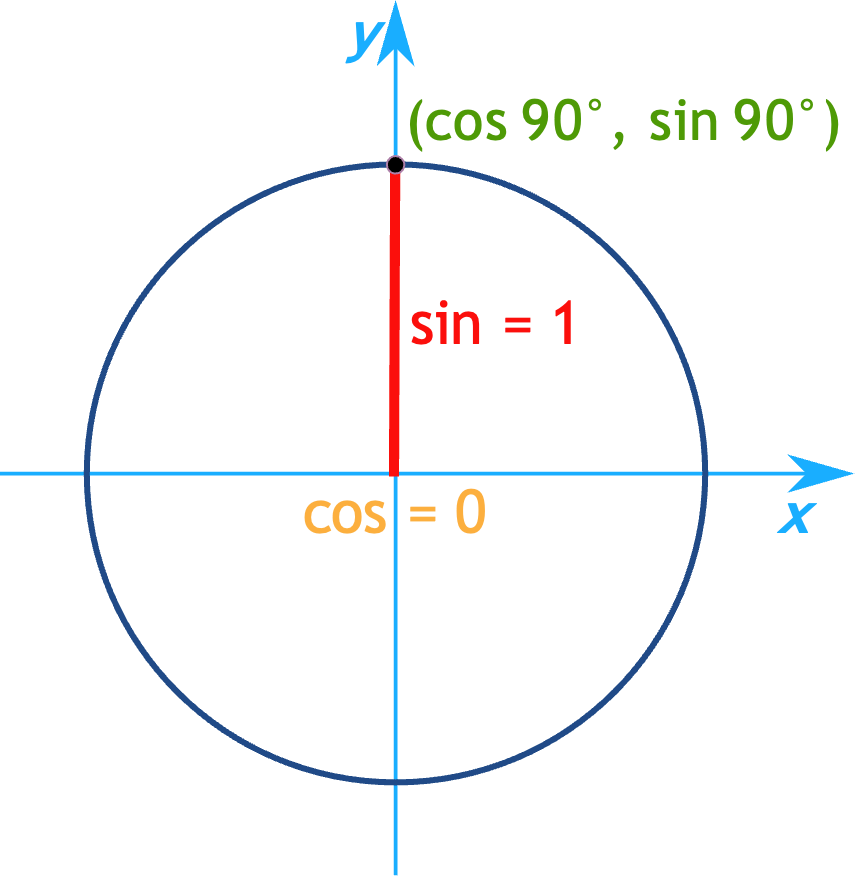 y
(cos 90°, sin 90°)
sin = 1
cos = 0
x